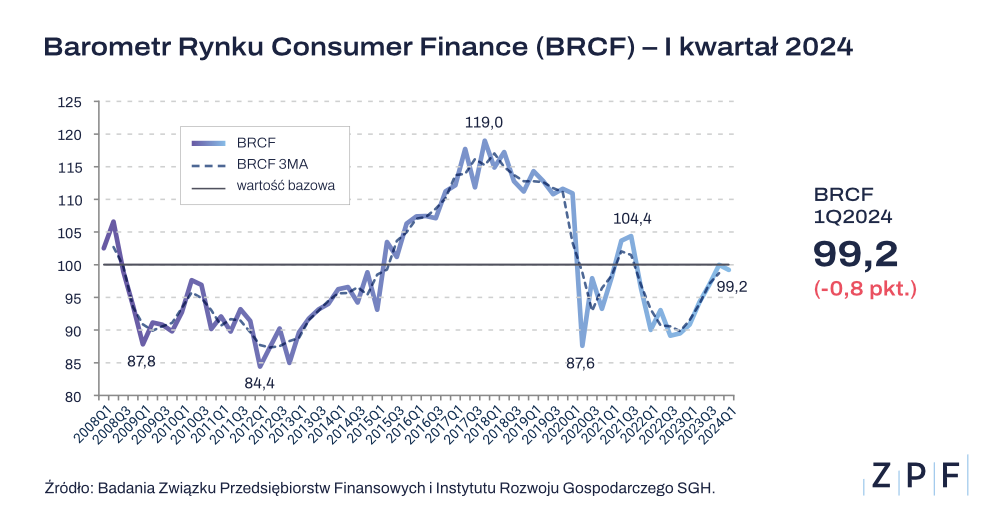 Barometr Rynku Consumer Finance (BRCF) – I kwartał 2024
125
120
115
110
105
100
95
90
85
80
BRCF
BRCF 3MA
wartość bazowa
119,0
104,4
99,2
87,8
84,4
87,6
2008Q1
2008Q3
2009Q1
2009Q3
2010Q1
2010Q3
2011Q1
2011Q3
2012Q1
2012Q3
2013Q1
2013Q3
2014Q1
2014Q3
2015Q1
2015Q3
2016Q1
2016Q3
2017Q1
2017Q3
2018Q1
2018Q3
2019Q1
2019Q3
2020Q1
2020Q3
2021Q1
2021Q3
2022Q1
2022Q3
2023Q1
2023Q3
2024Q1
BRCF
1Q2024
99,2
(-0,8 pkt.)
Źródło: Badania Związku Przedsiębiorstw Finansowych i Instytutu Rozwoju Gospodarczego SGH.
ZPF